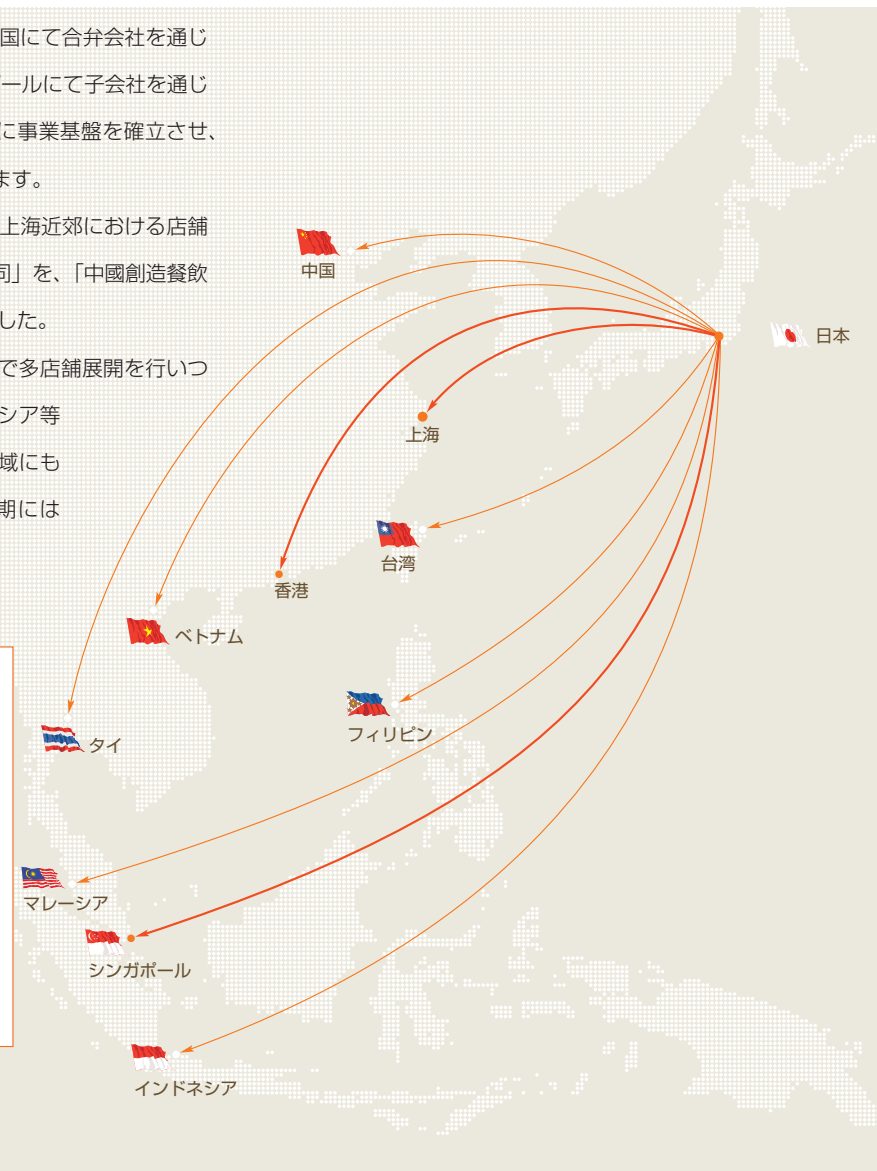 国にて合弁会社を通じ
ールにて子会社を通じ
に事業基盤を確立させ、
ます。
上海近郊における店舗
司」を、「中國創造餐飲
した。
で多店舗展開を行いつ
シア等
域にも
期には
中国
日本
上海
台湾
香港
ベトナム
フィリピン
タイ
マレーシア
シンガポール
インドネシア